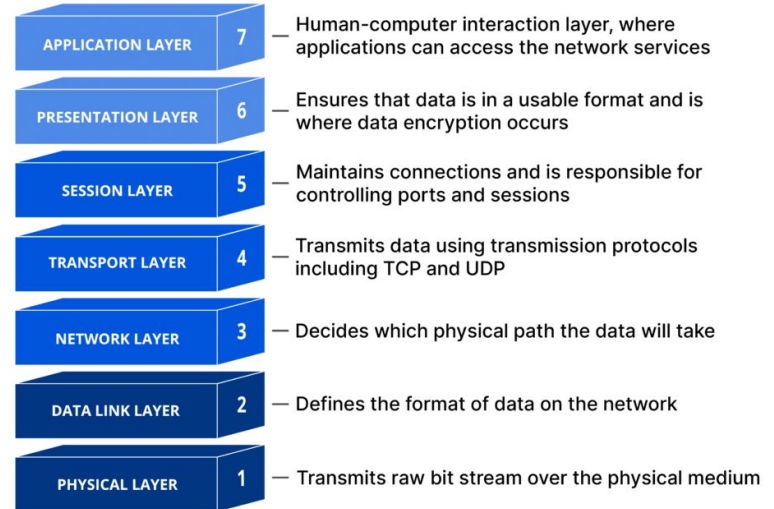 APPLICATION LAYER 7
Human-computer interaction layer, where
applications can access the network services
PRESENTATION LAYER 6
Ensures that data is in a usable format and is
where data encryption occurs
SESSION LAYER 5
Maintains connections and is responsible for
controlling ports and sessions
TRANSPORT LAYER 4
Transmits data using transmission protocols
including TCP and UDP
NETWORK LAYER 3
Decides which physical path the data will take
DATA LINK LAYER 2
Defines the format of data on the network
PHYSICAL LAYER 1
Transmits raw bit stream over the physical medium